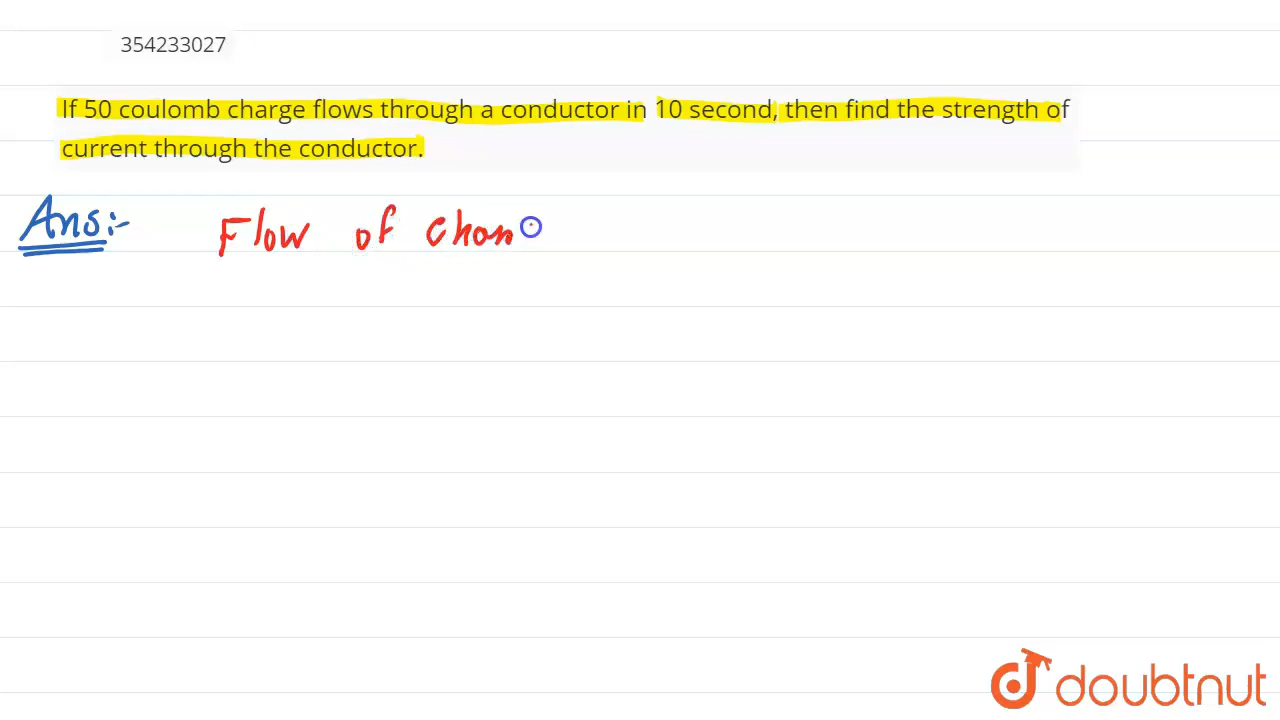 354233027
If 50 coulomb charge flows through a conductor in 10 second, then find the strength of
current through the conductor.
Ans:- Flow of Char
doubtnut